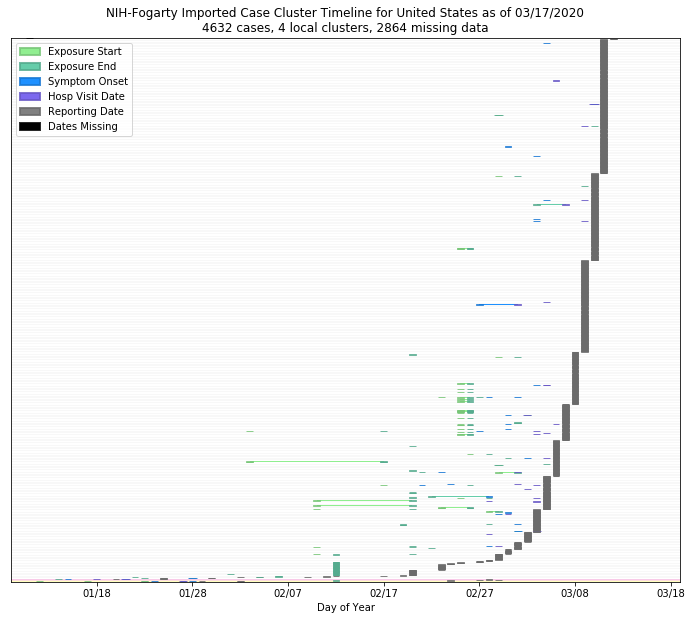 NIH-Fogarty Imported Case Cluster Timeline for United States as of 03/17/2020
4632 cases, 4 local clusters, 2864 missing data
Exposure Start
Exposure End
Symptom Onset
Hosp Visit Date
Reporting Date
Dates Missing
01/18 01/28 02/07 02/17 02/27 03/08 03/18
Day of Year